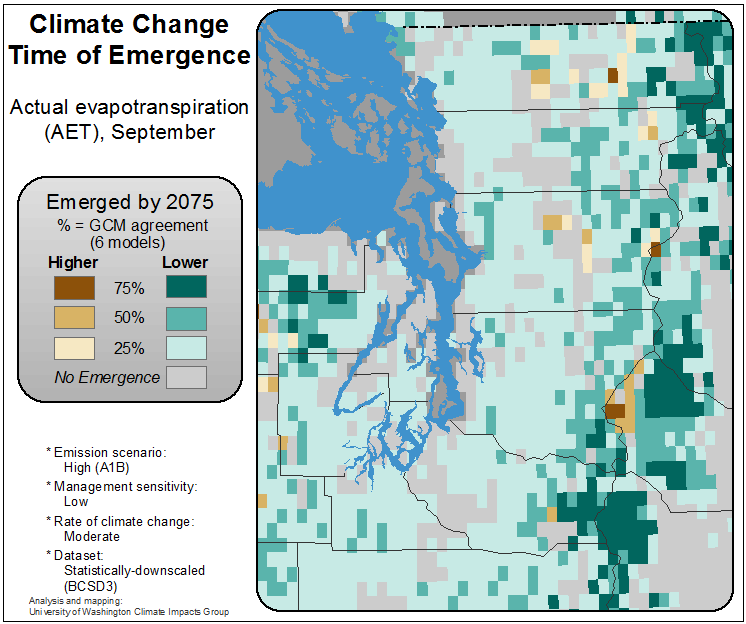 Climate Change
Time of Emergence
Actual evapotranspiration
(AET), September
Emerged by 2075
% = GCM agreement
(6 models)
Higher Lower
75%
50%
25%
No Emergence
* Emission scenario:
High (A1B)
* Management sensitivity:
Low
* Rate of climate change:
Moderate
* Dataset:
Statistically-downscaled
(BCSD3)
Analysis and mapping:
University of Washington Climate Impacts Group